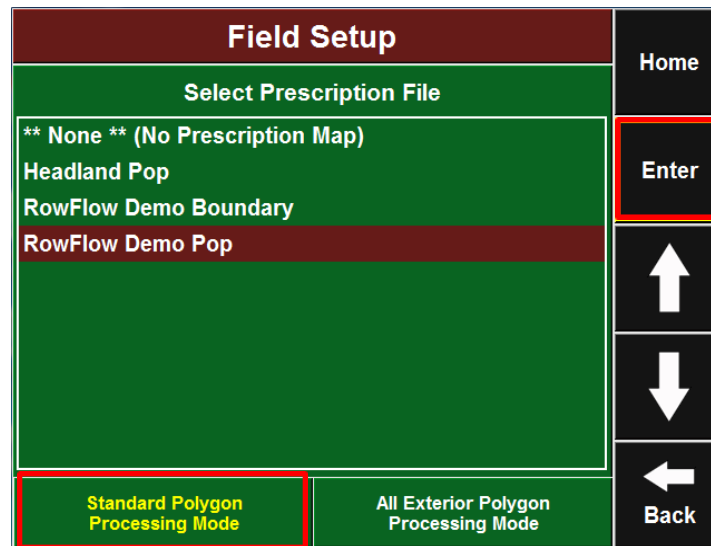 Field Setup
Select Prescription File
** None ** (No Prescription Map)
Headland Pop
RowFlow Demo Boundary
RowFlow Demo Pop
Standard Polygon
Processing Mode
All Exterior Polygon
Processing Mode
Home
Enter
Back